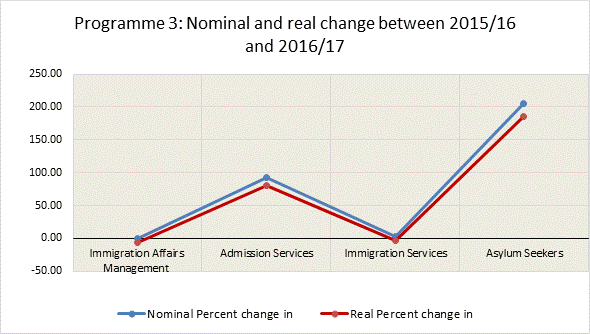 Programme 3: Nominal and real change between 2015/16
and 2016/17
250.00
200.00
150.00
100.00
50.00
0.00
-50.00
Immigration Affairs
Management
Admission Services
Immigration Services
Asylum Seekers
Nominal Percent change in
Real Percent change in